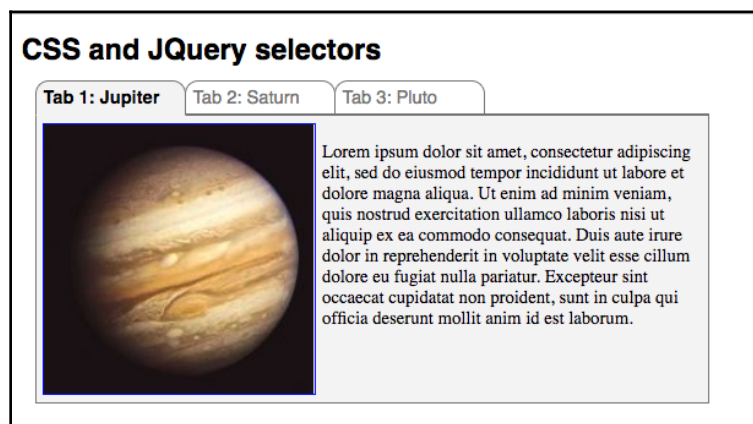 CSS and JQuery selectors
Tab 1: Jupiter Tab 2: Saturn Tab 3: Pluto
Lorem ipsum dolor sit amet, consectetur adipiscing
elit, sed do eiusmod tempor incididunt ut labore et
dolore magna aliqua. Ut enim ad minim veniam,
quis nostrud exercitation ullamco laboris nisi ut
aliquip ex ea commodo consequat. Duis aute irure
dolor in reprehenderit in voluptate velit esse cillum
dolore eu fugiat nulla pariatur. Excepteur sint
occaecat cupidatat non proident, sunt in culpa qui
officia deserunt mollit anim id est laborum.